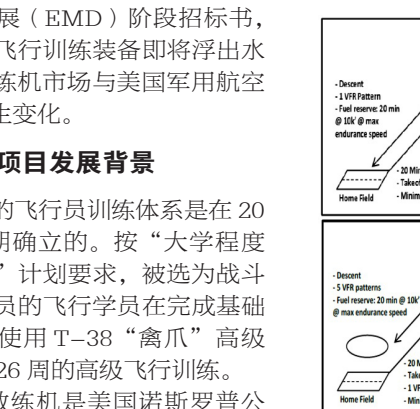 展（EMD）阶段招标书，
飞行训练装备即将浮出水
练机市场与美国军用航空
生变化。
项目发展背景
的飞行员训练体系是在 20
期确立的。按“大学程度
”计划要求，被选为战斗
员的飞行学员在完成基础
使用 T–38“禽爪”高级
26 周的高级飞行训练。
教练机是美国诺斯罗普公
- Descent
- 1 VFR Pattern
- Fuel reserve: 20 min
@ 10k' @ max
endurance speed
- 20 Min
- Takeof
- Minim
Home Field
- Descent
- 5 VFR patterns
- Fuel reserve: 20 min @ 10k'
@ max endurance speed
- 20 M
- Take
- 1 VF
- Min
Home Field